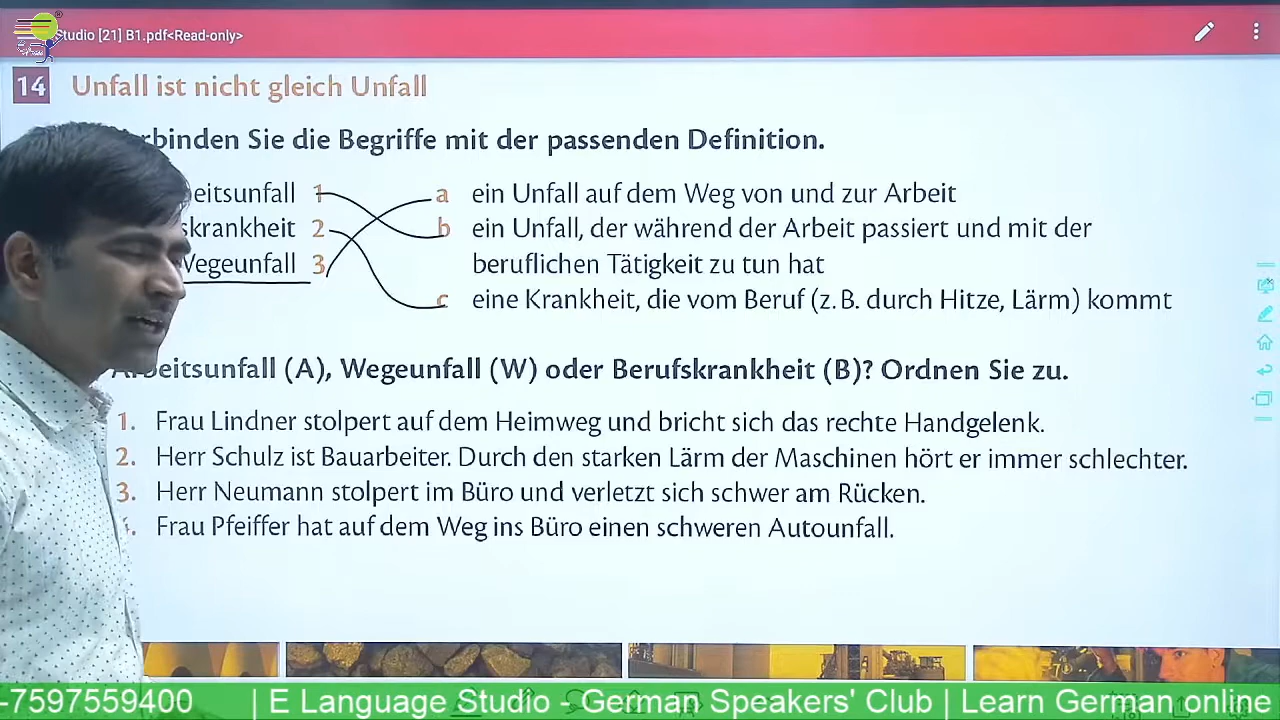 Studio [21] B1.pdf<Read-only>
14 Unfall ist nicht gleich Unfall
Verbinden Sie die Begriffe mit der passenden Definition.
eitsunfall 1 a ein Unfall auf dem Weg von und zur Arbeit
skrankheit 2 b ein Unfall, der während der Arbeit passiert und mit der
beruflichen Tätigkeit zu tun hat
Wegeunfall 3
c eine Krankheit, die vom Beruf (z. B. durch Hitze, Lärm) kommt
Arbeitsunfall (A), Wegeunfall (W) oder Berufskrankheit (B)? Ordnen Sie zu.
1. Frau Lindner stolpert auf dem Heimweg und bricht sich das rechte Handgelenk.
2. Herr Schulz ist Bauarbeiter. Durch den starken Lärm der Maschinen hört er immer schlechter.
3. Herr Neumann stolpert im Büro und verletzt sich schwer am Rücken.
4. Frau Pfeiffer hat auf dem Weg ins Büro einen schweren Autounfall.
-7597559400 | E Language Studio - German Speakers' Club | Learn German online